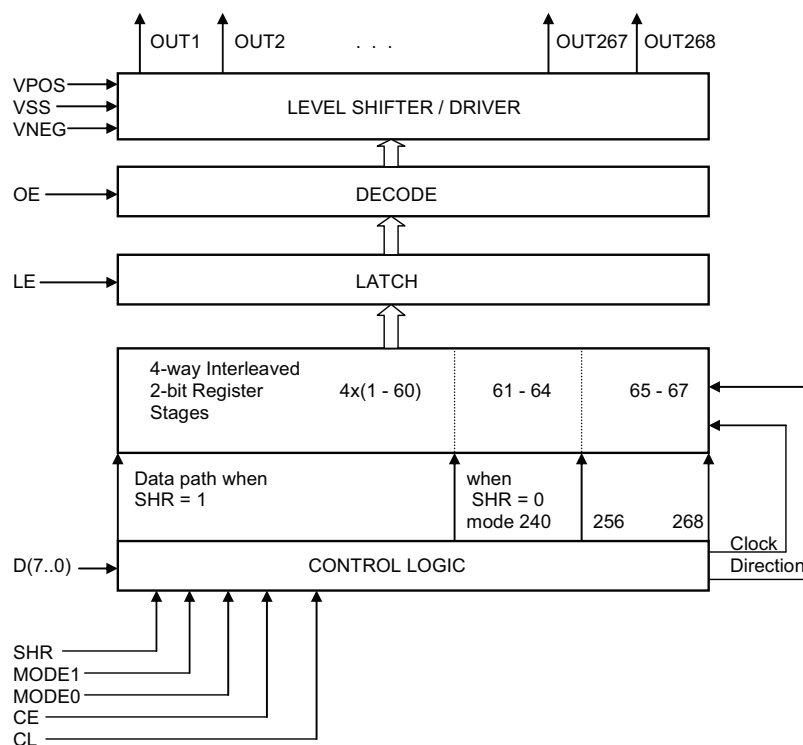 OUT1 OUT2 . . . OUT267 OUT268
VPOS
VSS
VNEG
LEVEL SHIFTER / DRIVER
OE
DECODE
LE
LATCH
4-way Interleaved
2-bit Register
Stages
4x(1 - 60)
61 - 64
65 - 67
Data path when
SHR = 1
when
SHR = 0
mode 240
256
268
Clock
Direction
D(7..0)
CONTROL LOGIC
SHR
MODE1
MODE0
CE
CL